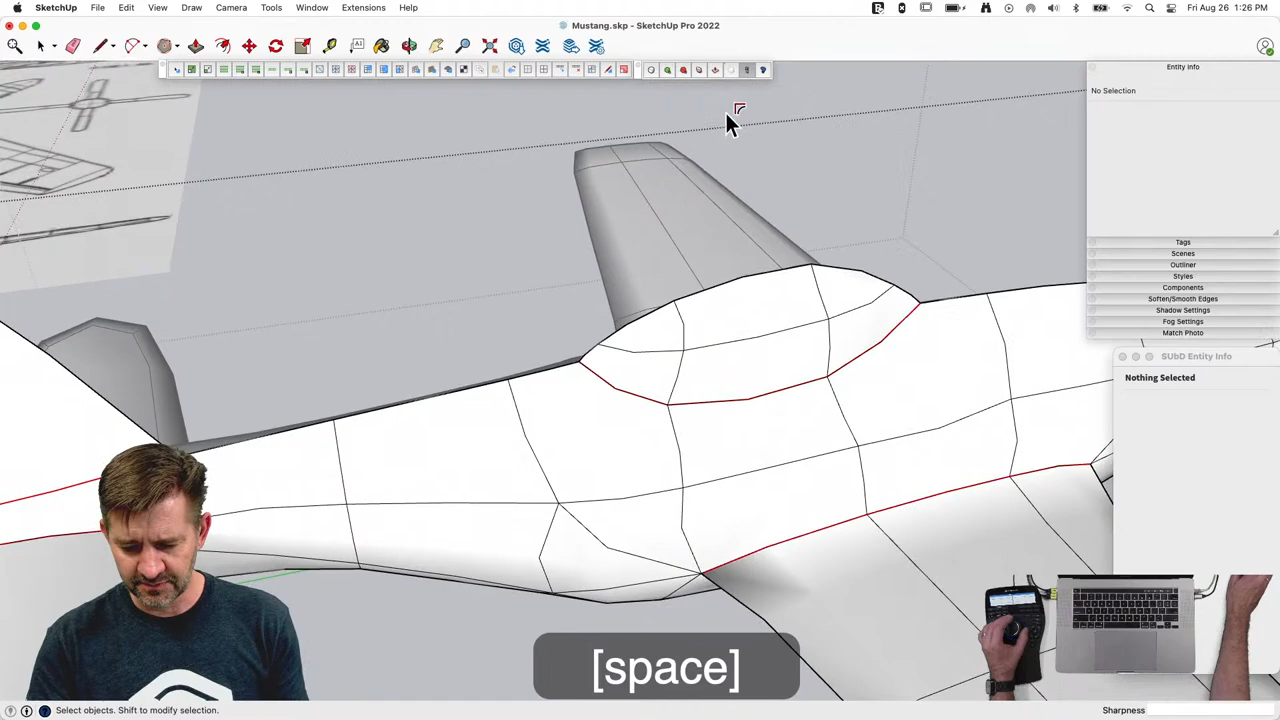 SketchUp File Edit View Draw Camera Tools Window Extensions Help
Fri Aug 26 1:26 PM
Mustang.skp - SketchUp Pro 2022
Entity Info
No Selection
Tags
Scenes
Outliner
Styles
Components
Soften/Smooth Edges
Shadow Settings
Fog Settings
Match Photo
SUbD Entity Info
Nothing Selected
[space]
Select objects. Shift to modify selection.
Sharpness